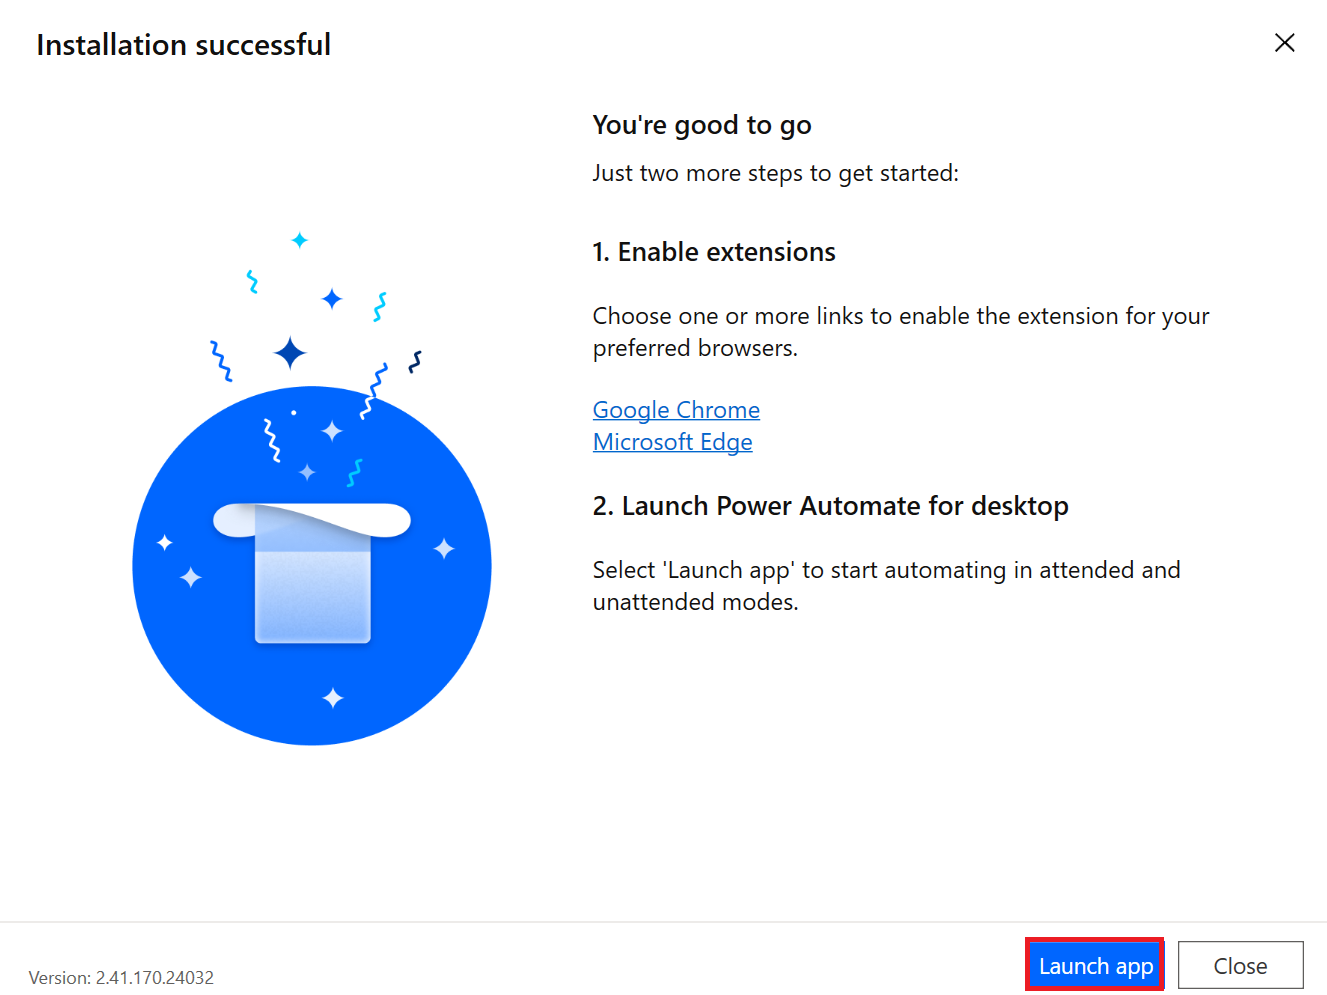 Installation successful
You're good to go
Just two more steps to get started:
1. Enable extensions
Choose one or more links to enable the extension for your
preferred browsers.
Google Chrome
Microsoft Edge
2. Launch Power Automate for desktop
Select 'Launch app' to start automating in attended and
unattended modes.
Version: 2.41.170.24032
Launch app
Close